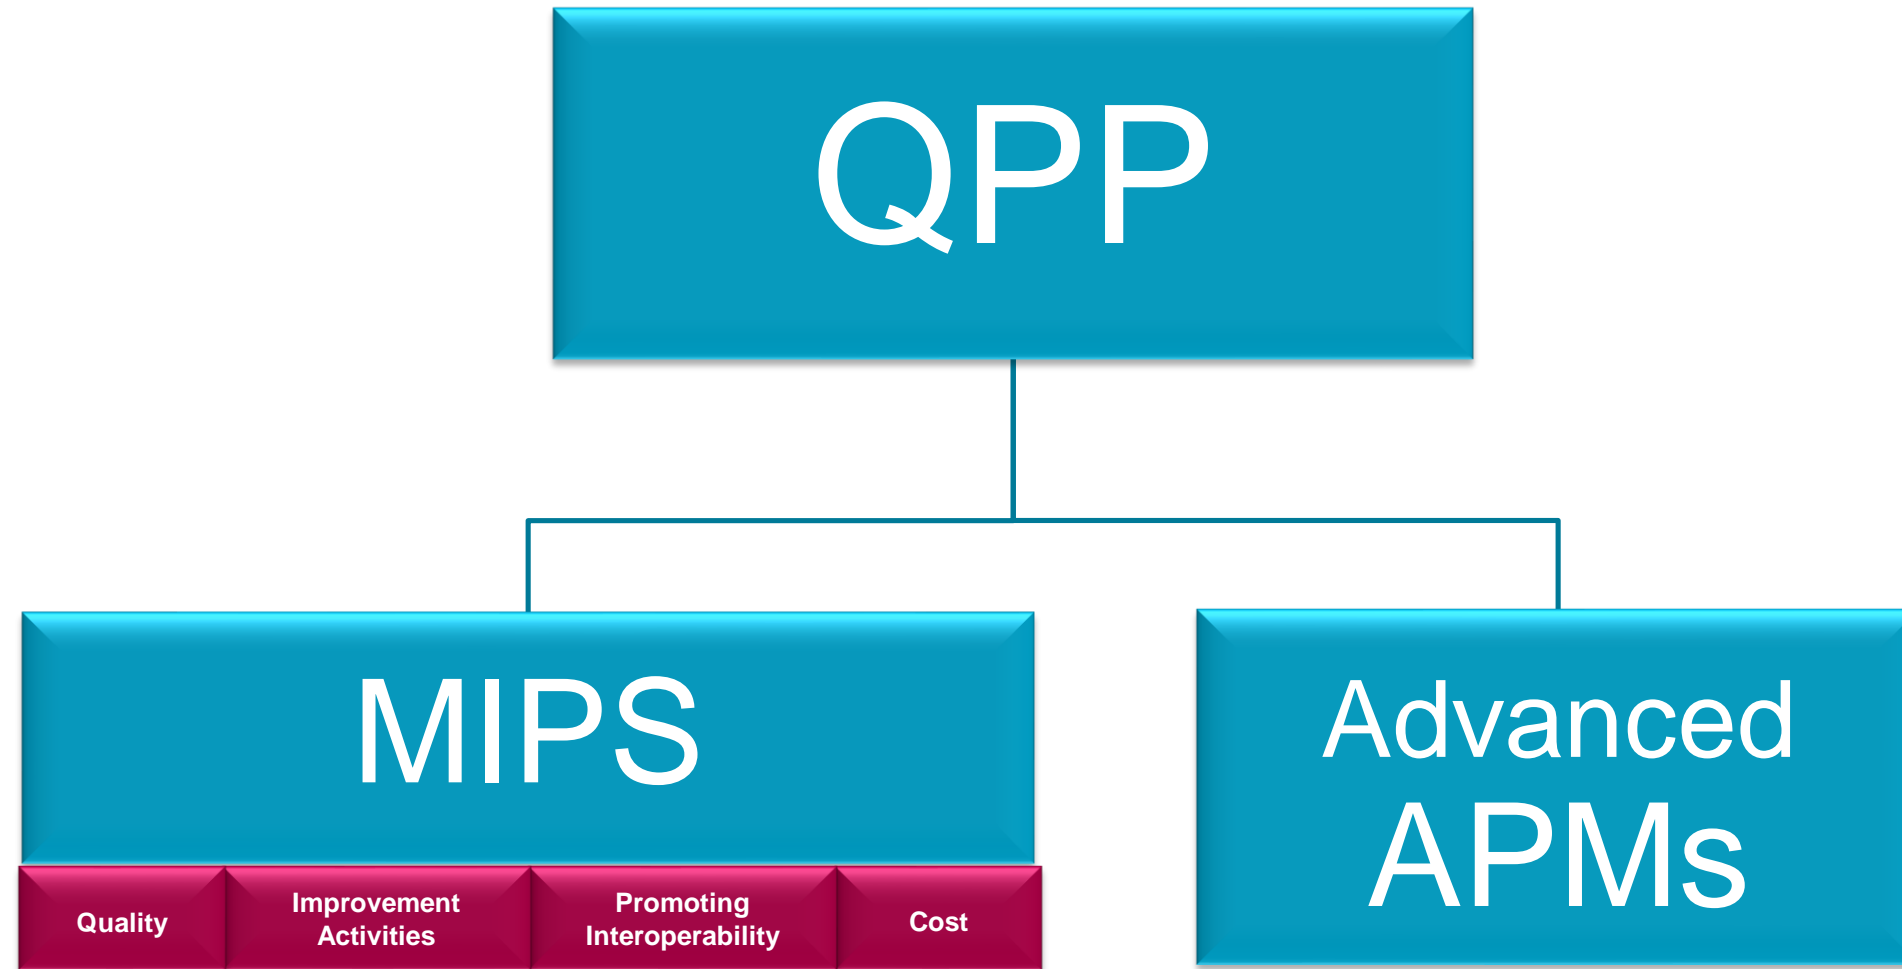 QPP
MIPS
Advanced
APMs
Quality
Improvement
Activities
Promoting
Interoperability
Cost